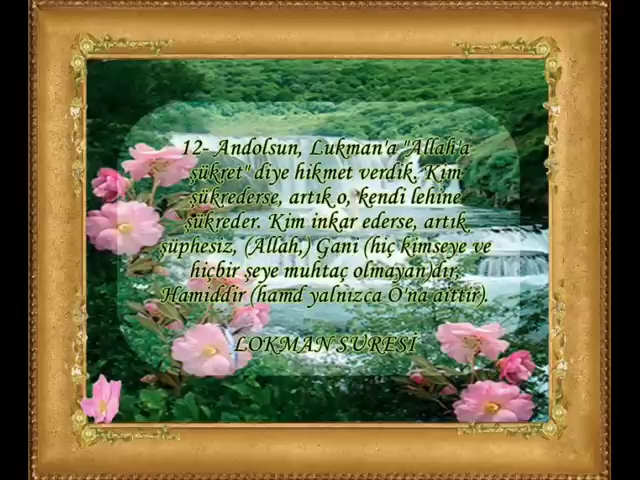 12- Andolsun, Lukman'a "Allah'a
şükret" diye hikmet verdik. Kim
şükrederse, artık o, kendi lehine
şükreder. Kim inkar ederse, artık,
şüphesiz, (Allah,) Gani (hiç kimseye ve
hiçbir şeye muhtaç olmayan)dır,
Hamiddir (hamd yalnızca O'na aittir).
LOKMAN SURESİ